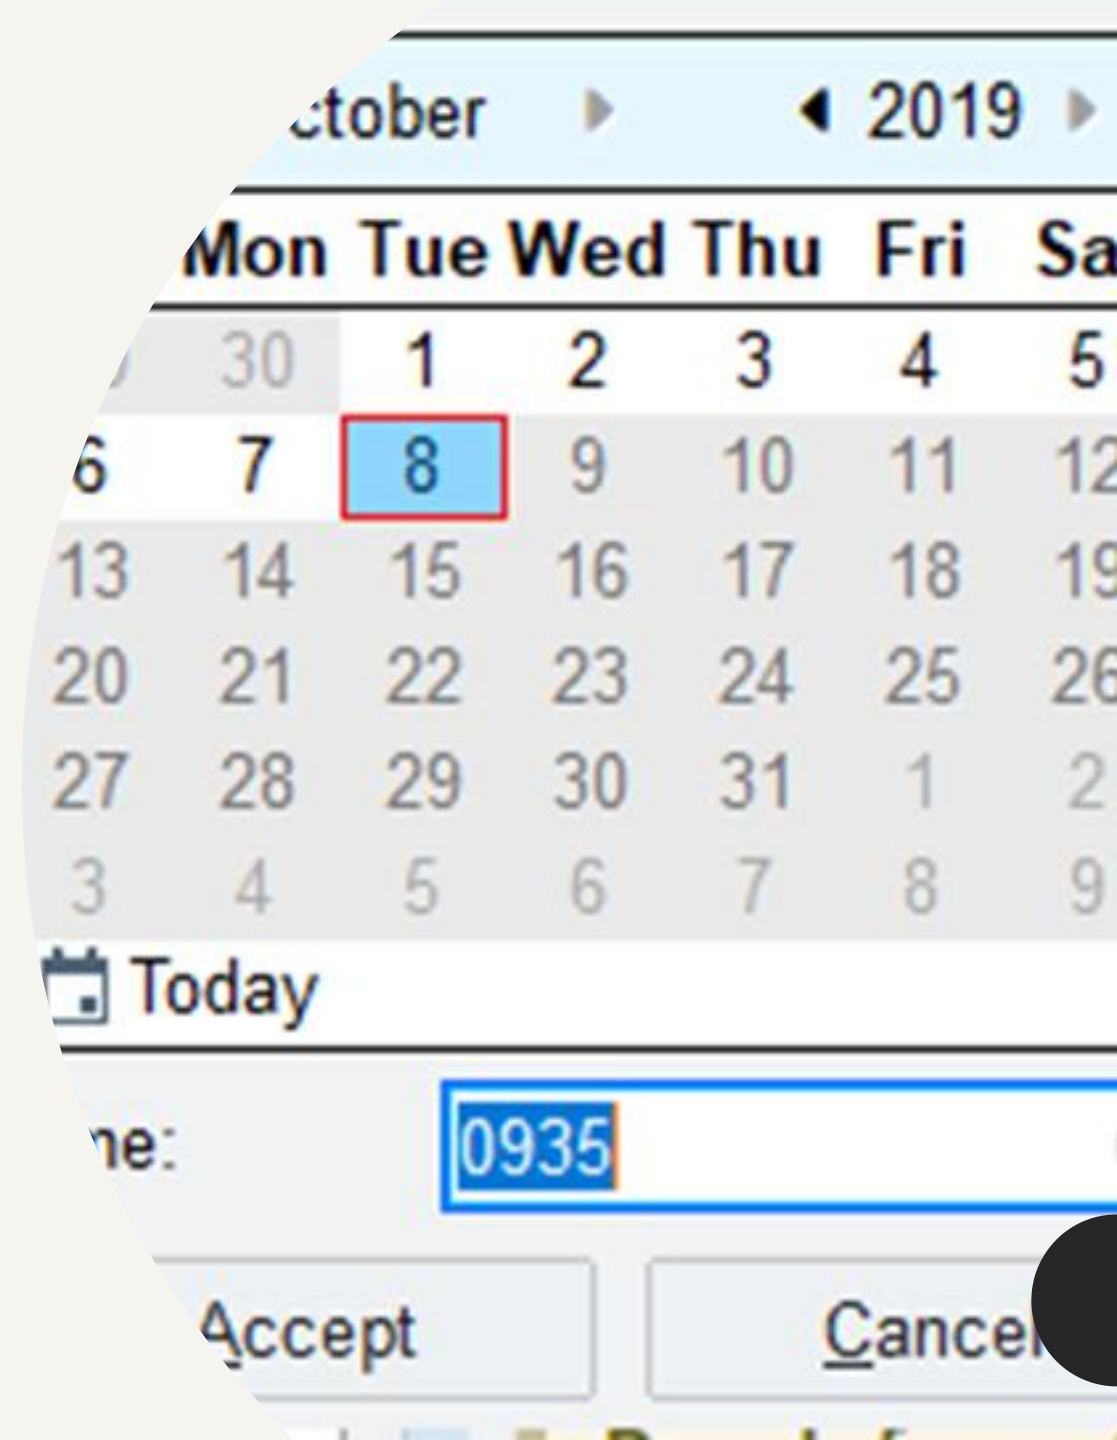 ctober 2019
Mon Tue Wed Thu Fri Sa
30 1 2 3 4 5
6 7 8 9 10 11 12
13 14 15 16 17 18 19
20 21 22 23 24 25 26
27 28 29 30 31 1 2
3 4 5 6 7 8 9
Today
me: 0935
Accept Cancel